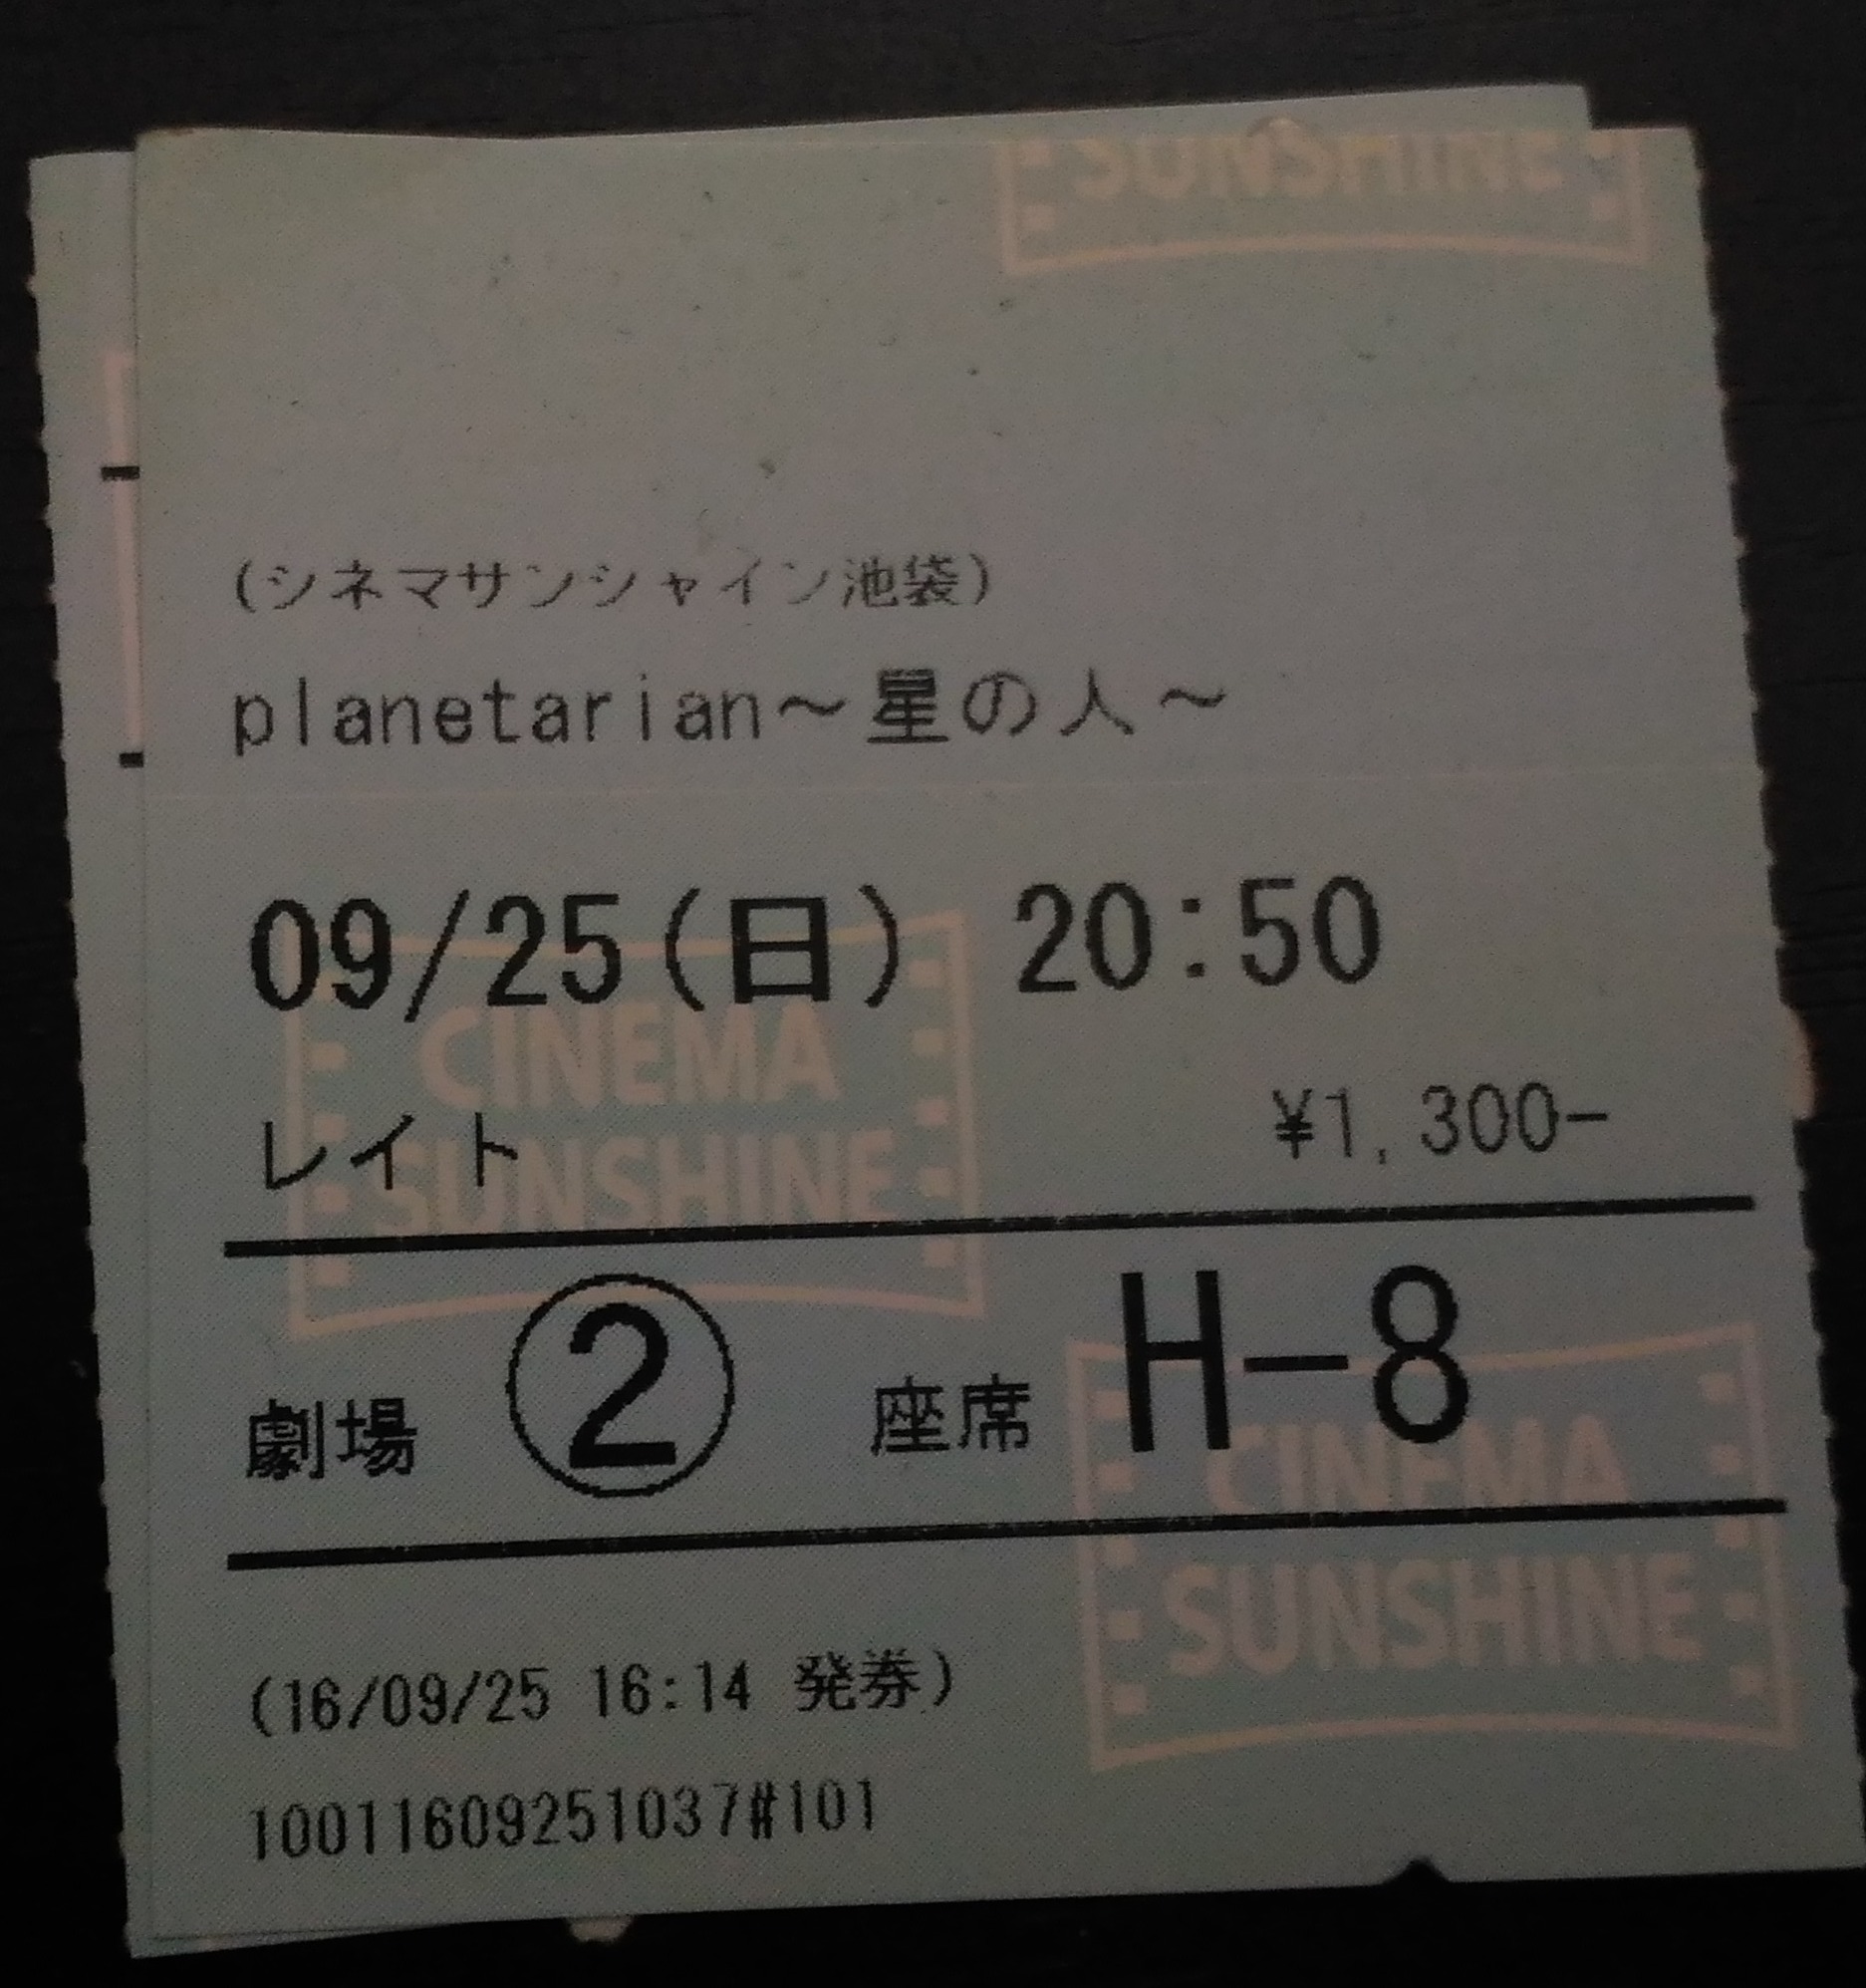 SUNSHINE
(シネマサンシャイン池袋)
planetarian～星の人～
09/25(日) 20:50
CINEMA
SUNSHINE
レイト ¥1,300-
劇場 ② 座席 H-8
CINEMA
SUNSHINE
(16/09/25 16:14 発券)
10011609251037#101